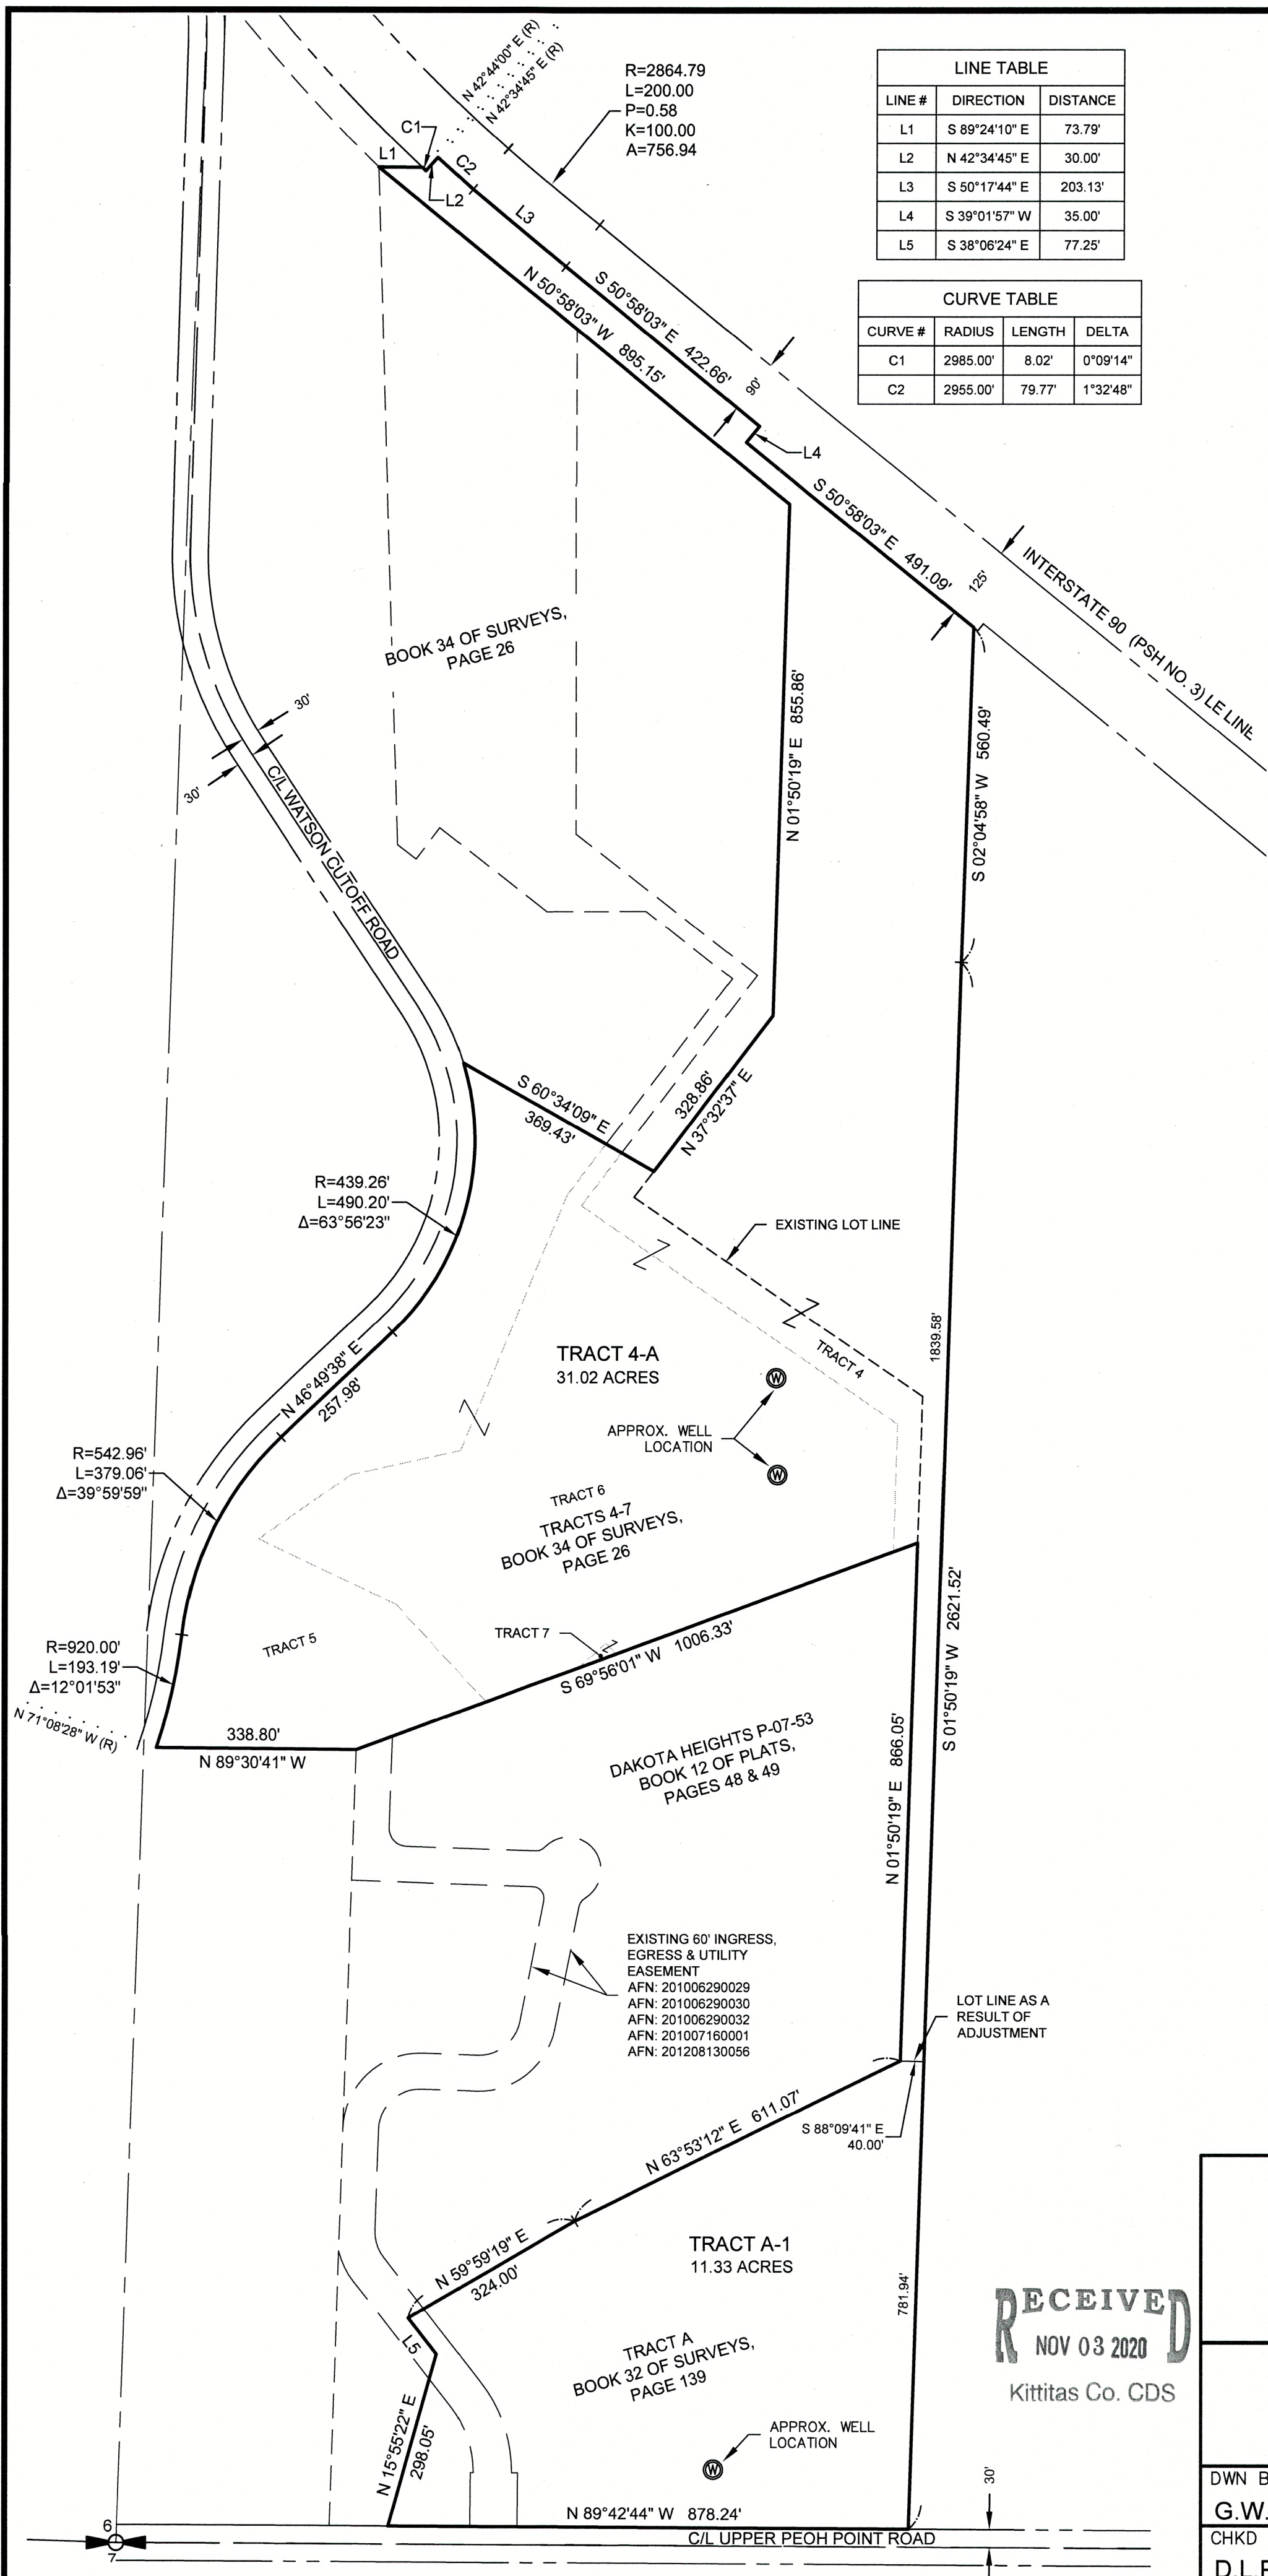 N 42°44'00" E (R)
N 42°34'45" E (R)
R=2864.79
L=200.00
P=0.58
K=100.00
A=756.94
LINE TABLE
LINE # DIRECTION DISTANCE
L1 S 89°24'10" E 73.79'
L2 N 42°34'45" E 30.00'
L3 S 50°17'44" E 203.13'
L4 S 39°01'57" W 35.00'
L5 S 38°06'24" E 77.25'
CURVE TABLE
CURVE # RADIUS LENGTH DELTA
C1 2985.00' 8.02' 0°09'14"
C2 2955.00' 79.77' 1°32'48"
C1
L1
C2
L2
L3
N 50°58'03" W 895.15'
S 50°58'03" E 422.66'
90'
L4
S 50°58'03" E 491.09'
125'
INTERSTATE 90 (PSH NO. 3) LE LINE
BOOK 34 OF SURVEYS,
PAGE 26
30'
30'
C/L WATSON CUTOFF ROAD
N 01°50'19" E 855.86'
S 02°04'58" W 560.49'
S 60°34'09" E
369.43'
328.86'
N 37°32'37" E
R=439.26'
L=490.20'
Δ=63°56'23"
EXISTING LOT LINE
TRACT 4
1839.58'
TRACT 4-A
31.02 ACRES
W
APPROX. WELL
LOCATION
W
N 46°49'38" E
257.98'
R=542.96'
L=379.06'
Δ=39°59'59"
TRACT 6
TRACTS 4-7
BOOK 34 OF SURVEYS,
PAGE 26
S 01°50'19" W 2621.52'
R=920.00'
L=193.19'
Δ=12°01'53"
N 71°08'28" W (R)
TRACT 5
TRACT 7
S 69°56'01" W 1006.33'
338.80'
N 89°30'41" W
DAKOTA HEIGHTS P-07-53
BOOK 12 OF PLATS,
PAGES 48 & 49
N 01°50'19" E 866.05'
EXISTING 60' INGRESS,
EGRESS & UTILITY
EASEMENT
AFN: 201006290029
AFN: 201006290030
AFN: 201006290032
AFN: 201007160001
AFN: 201208130056
LOT LINE AS A
RESULT OF
ADJUSTMENT
S 88°09'41" E
40.00'
N 63°53'12" E 611.07'
N 59°59'19" E
324.00'
TRACT A-1
11.33 ACRES
781.94'
L5
TRACT A
BOOK 32 OF SURVEYS,
PAGE 139
RECEIVED
NOV 03 2020
Kittitas Co. CDS
N 15°55'22" E
298.05'
APPROX. WELL
LOCATION
W
N 89°42'44" W 878.24'
30'
C/L UPPER PEOH POINT ROAD
6
7
DWN B
G.W.
CHKD